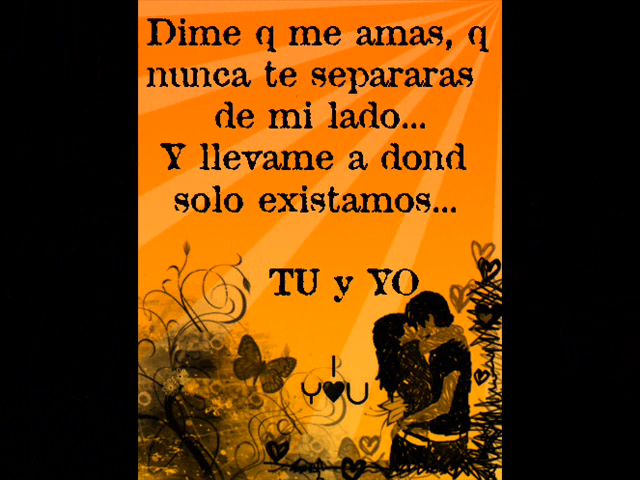 Dime q me amas, q
nunca te separaras
de mi lado...
Y llevame a dond
solo existamos...
TU y YO
I
Y♥U